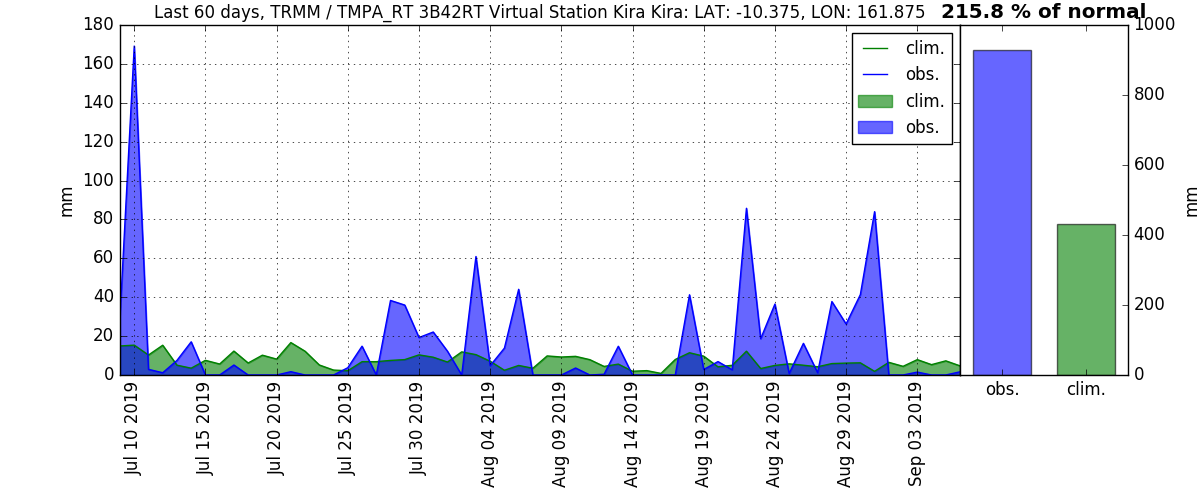 Last 60 days, TRMM / TMPA_RT 3B42RT Virtual Station Kira Kira: LAT: -10.375, LON: 161.875 215.8 % of normal
mm
180
160
140
120
100
80
60
40
20
0
clim.
obs.
clim.
obs.
Jul 10 2019
Jul 15 2019
Jul 20 2019
Jul 25 2019
Jul 30 2019
Aug 04 2019
Aug 09 2019
Aug 14 2019
Aug 19 2019
Aug 24 2019
Aug 29 2019
Sep 03 2019
obs.
clim.
1000
800
600
400
200
0
mm